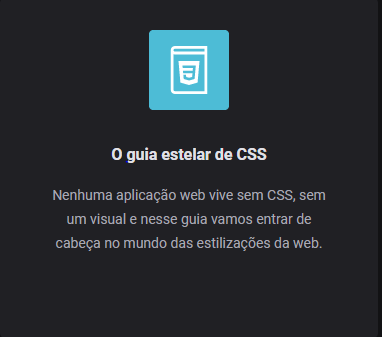 O guia estelar de CSS
Nenhuma aplicação web vive sem CSS, sem
um visual e nesse guia vamos entrar de
cabeça no mundo das estilizações da web.